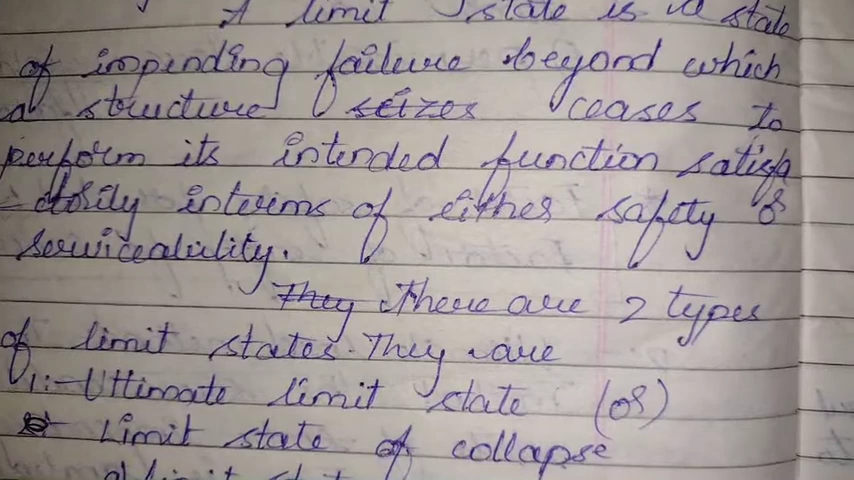 A limit state is a state
of impending failure beyond which
a structure seizes ceases to
perform its intended function satisfa
-ctorily interms of either safety or
serviceability.
They There are 2 types
of limit states. They are
1:- Ultimate limit state (or)
Limit state of collapse
limit